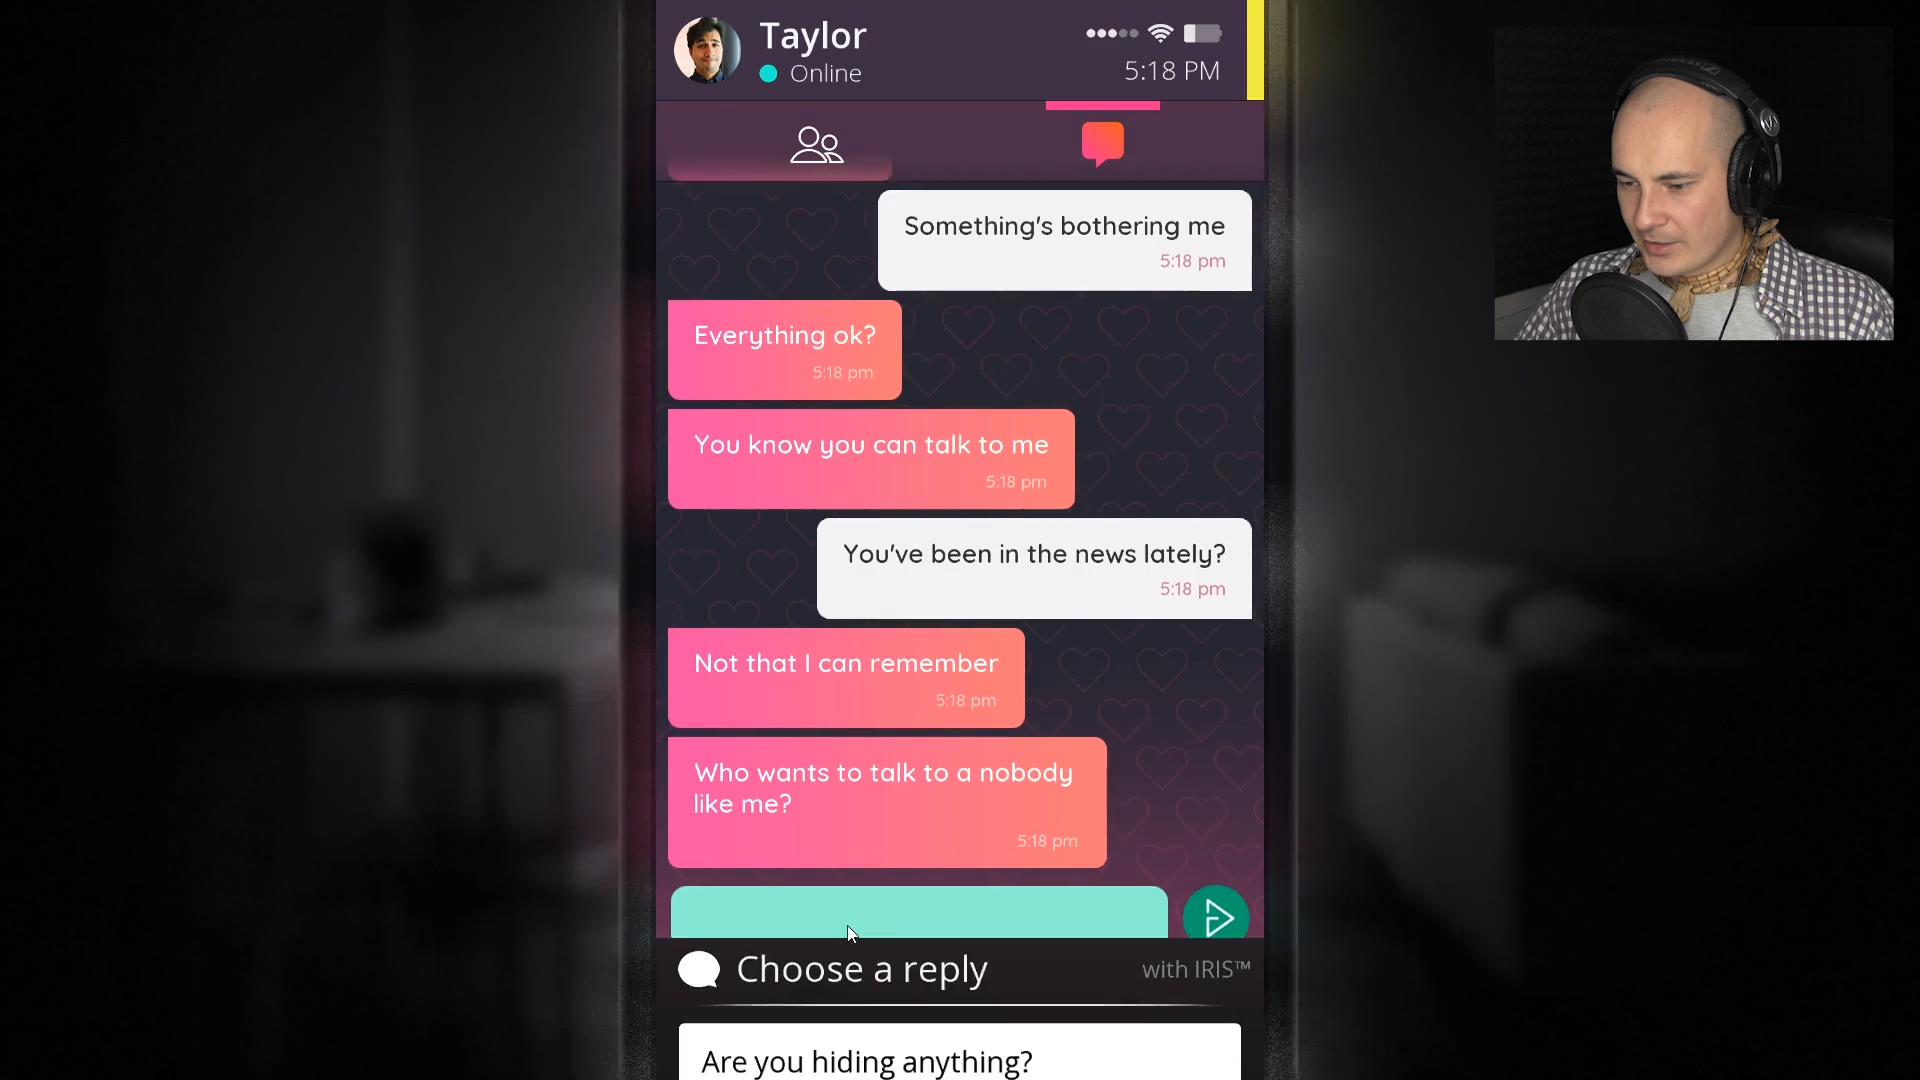 Taylor
Online
5:18 PM
Something's bothering me
5:18 pm
Everything ok?
5:18 pm
You know you can talk to me
5:18 pm
You've been in the news lately?
5:18 pm
Not that I can remember
5:18 pm
Who wants to talk to a nobody
like me?
5:18 pm
Choose a reply
with IRIS™
Are you hiding anything?